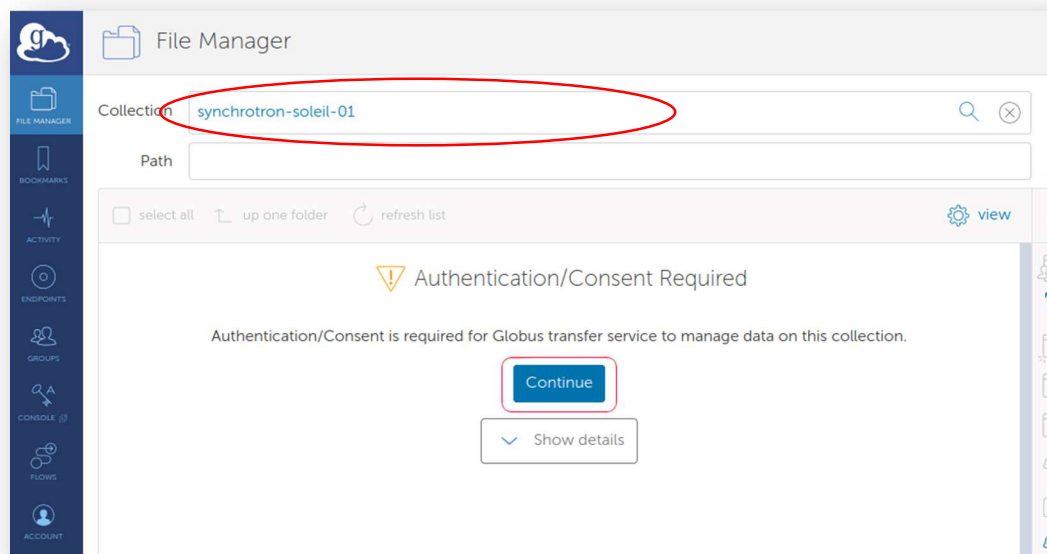 g
File Manager
FILE MANAGER
Collection synchrotron-soleil-01
Path
BOOKMARKS
select all up one folder refresh list view
ACTIVITY
Authentication/Consent Required
ENDPOINTS
Authentication/Consent is required for Globus transfer service to manage data on this collection.
GROUPS
Continue
CONSOLE
Show details
FLOWS
ACCOUNT